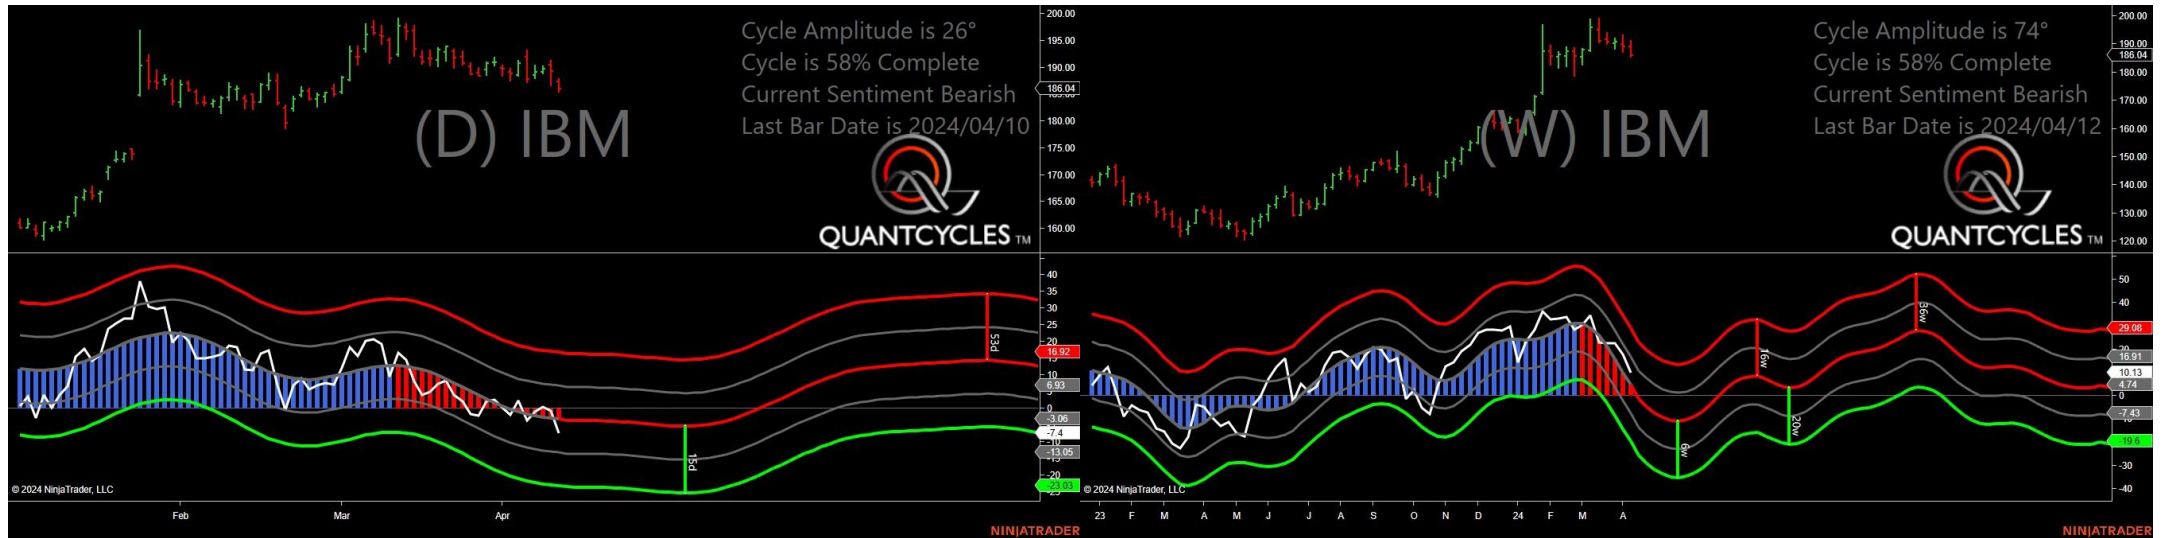 Cycle Amplitude is 26°
Cycle is 58% Complete
Current Sentiment Bearish
Last Bar Date is 2024/04/10
(D) IBM
QUANTCYCLES TM
200.00
195.00
190.00
186.04
180.00
175.00
170.00
165.00
160.00
40
35
30
25
20
16.92
10
6.93
0
-3.06
-7.4
-10
-13.05
-20
-23.03
53d
15d
© 2024 NinjaTrader, LLC
Feb Mar Apr
NINJATRADER
Cycle Amplitude is 74°
Cycle is 58% Complete
Current Sentiment Bearish
Last Bar Date is 2024/04/12
(W) IBM
QUANTCYCLES TM
200.00
190.00
186.04
180.00
170.00
160.00
150.00
140.00
130.00
120.00
50
40
29.08
20
16.91
10.13
4.74
0
-7.43
-19.6
-30
-40
16w
36w
6w
20w
© 2024 NinjaTrader, LLC
23 F M A M J J A S O N D 24 F M A
NINJATRADER